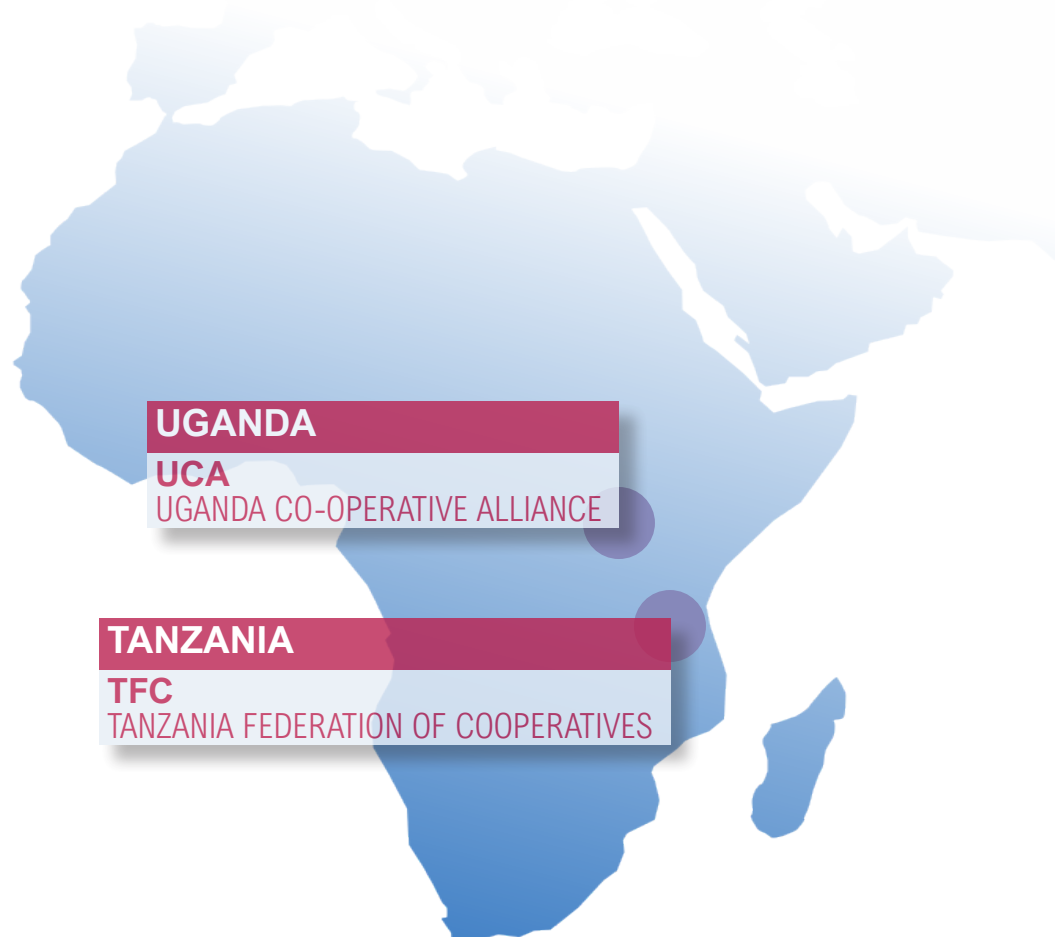 UGANDA
UCA
UGANDA CO-OPERATIVE ALLIANCE
TANZANIA
TFC
TANZANIA FEDERATION OF COOPERATIVES